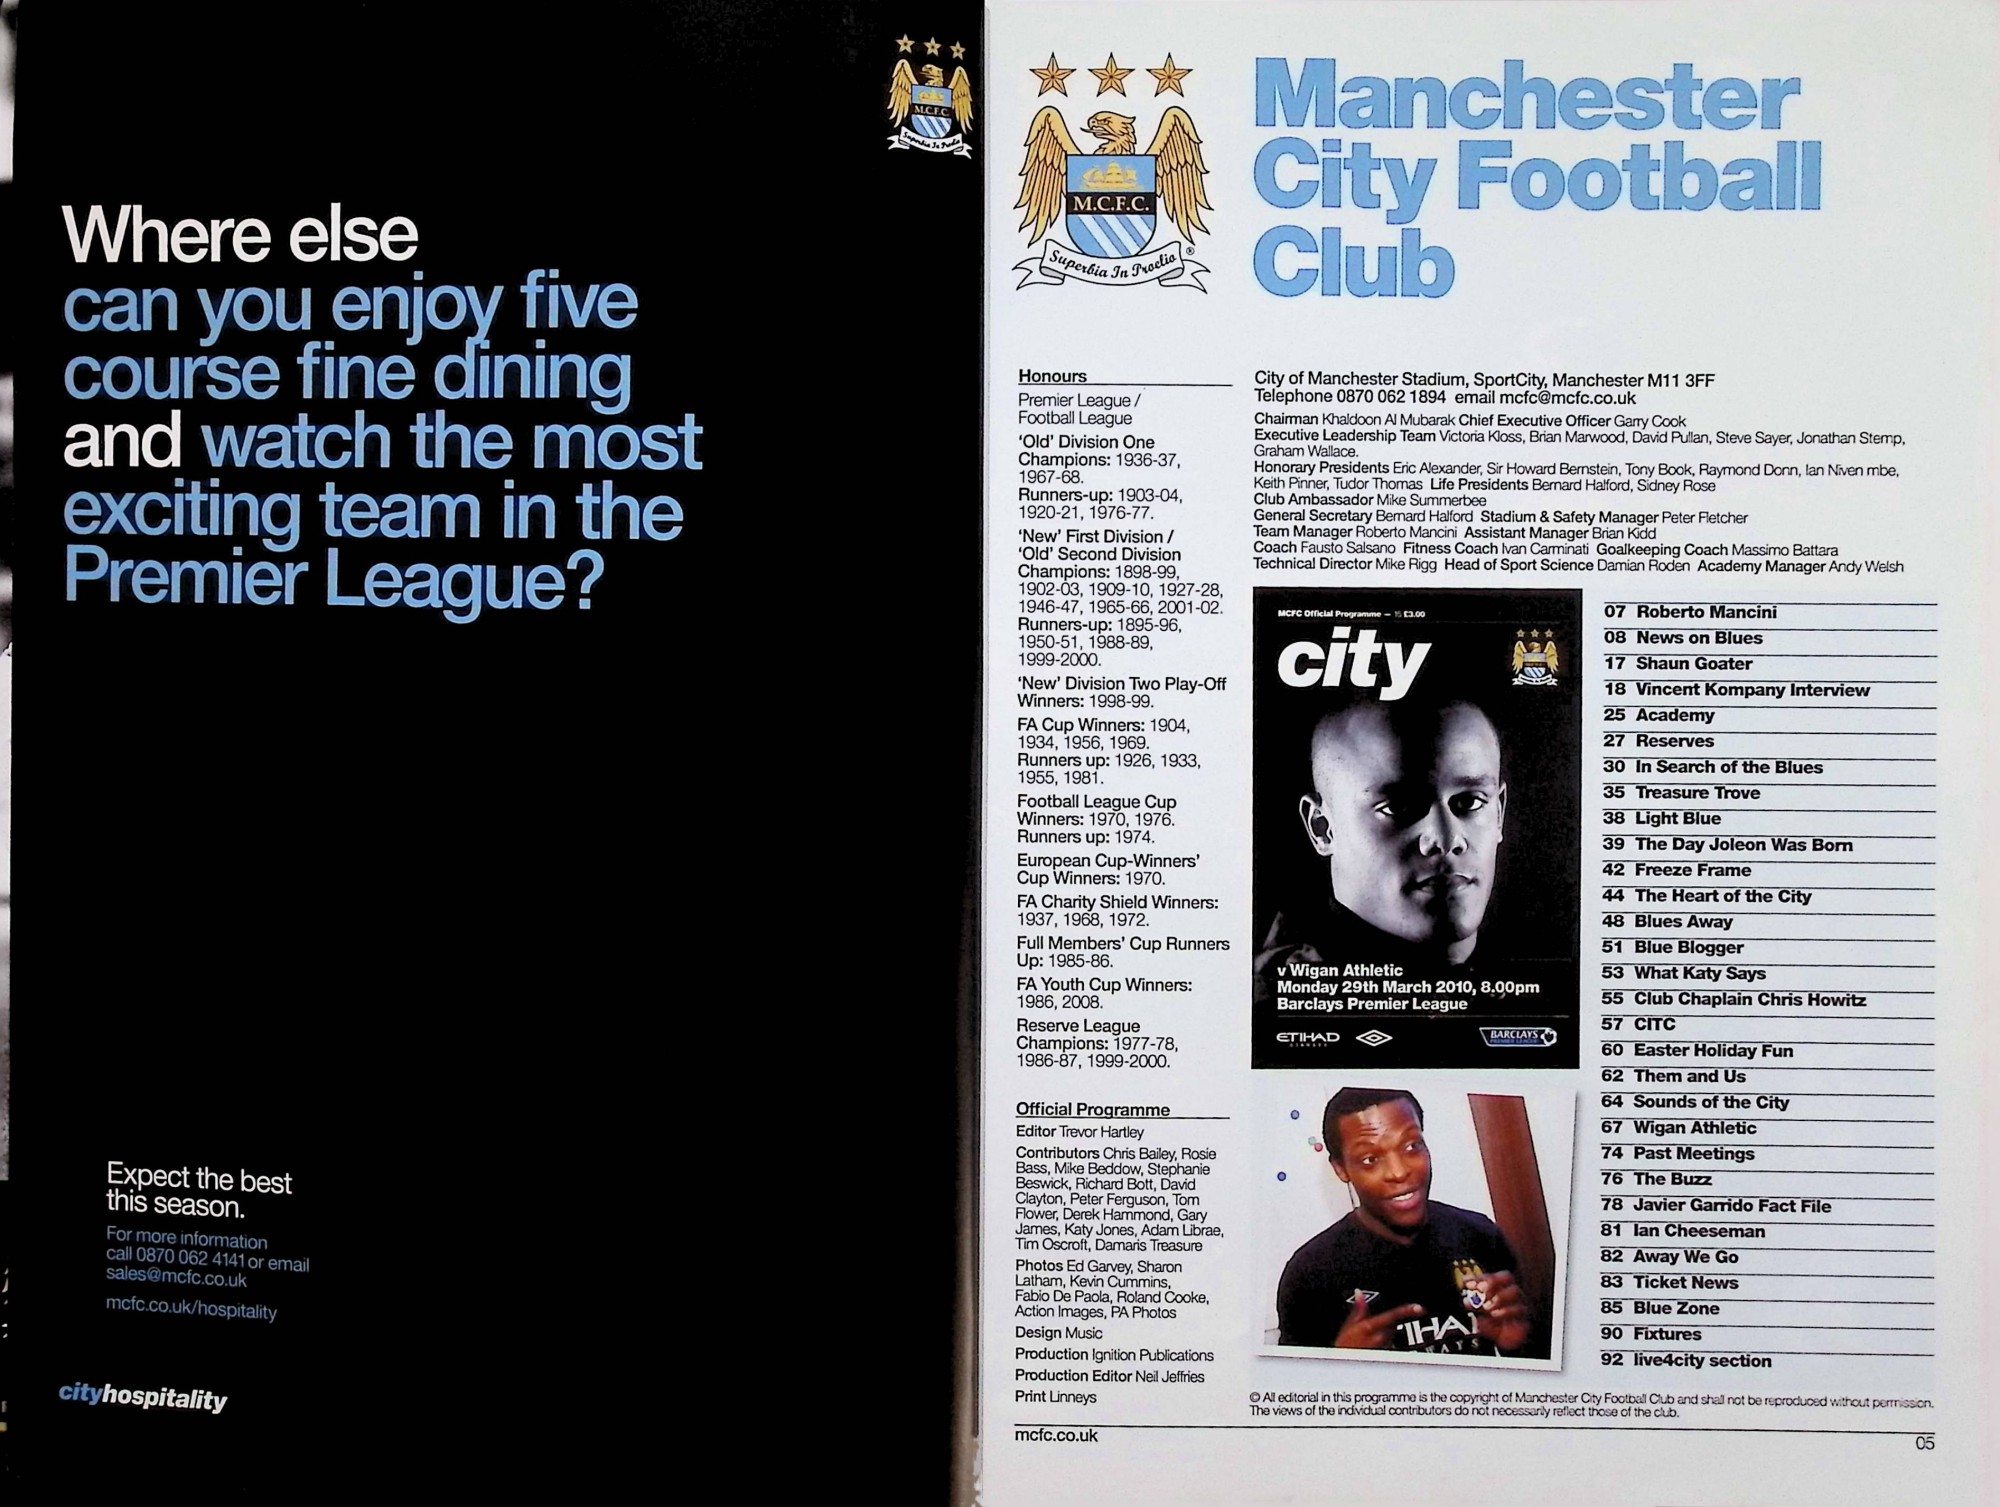 M.C.F.C.
Superbia In Proelio
Where else
can you enjoy five
course fine dining
and watch the most
exciting team in the
Premier League?
Expect the best
this season.
For more information
call 0870 062 4141 or email
sales@mcfc.co.uk
mcfc.co.uk/hospitality
cityhospitality
M.C.F.C.
Superbia In Proelio
®
Manchester
City Football
Club
Honours
Premier League /
Football League
‘Old’ Division One
Champions: 1936-37,
1967-68.
Runners-up: 1903-04,
1920-21, 1976-77.
‘New’ First Division /
‘Old’ Second Division
Champions: 1898-99,
1902-03, 1909-10, 1927-28,
1946-47, 1965-66, 2001-02.
Runners-up: 1895-96,
1950-51, 1988-89,
1999-2000.
‘New’ Division Two Play-Off
Winners: 1998-99.
FA Cup Winners: 1904,
1934, 1956, 1969.
Runners up: 1926, 1933,
1955, 1981.
Football League Cup
Winners: 1970, 1976.
Runners up: 1974.
European Cup-Winners’
Cup Winners: 1970.
FA Charity Shield Winners:
1937, 1968, 1972.
Full Members’ Cup Runners
Up: 1985-86.
FA Youth Cup Winners:
1986, 2008.
Reserve League
Champions: 1977-78,
1986-87, 1999-2000.
Official Programme
Editor Trevor Hartley
Contributors Chris Bailey, Rosie
Bass, Mike Beddow, Stephanie
Beswick, Richard Bott, David
Clayton, Peter Ferguson, Tom
Flower, Derek Hammond, Gary
James, Katy Jones, Adam Librae,
Tim Oscroft, Damaris Treasure
Photos Ed Garvey, Sharon
Latham, Kevin Cummins,
Fabio De Paola, Roland Cooke,
Action Images, PA Photos
Design Music
Production Ignition Publications
Production Editor Neil Jeffries
Print Linneys
City of Manchester Stadium, SportCity, Manchester M11 3FF
Telephone 0870 062 1894 email mcfc@mcfc.co.uk
Chairman Khaldoon Al Mubarak Chief Executive Officer Garry Cook
Executive Leadership Team Victoria Kloss, Brian Marwood, David Pullan, Steve Sayer, Jonathan Stemp,
Graham Wallace.
Honorary Presidents Eric Alexander, Sir Howard Bernstein, Tony Book, Raymond Donn, Ian Niven mbe,
Keith Pinner, Tudor Thomas Life Presidents Bernard Halford, Sidney Rose
Club Ambassador Mike Summerbee
General Secretary Bernard Halford Stadium & Safety Manager Peter Fletcher
Team Manager Roberto Mancini Assistant Manager Brian Kidd
Coach Fausto Salsano Fitness Coach Ivan Carminati Goalkeeping Coach Massimo Battara
Technical Director Mike Rigg Head of Sport Science Damian Roden Academy Manager Andy Welsh
MCFC Official Programme – 15 £3.00
city
v Wigan Athletic
Monday 29th March 2010, 8.00pm
Barclays Premier League
ETIHAD
BARCLAYS
PREMIER LEAGUE
07 Roberto Mancini
08 News on Blues
17 Shaun Goater
18 Vincent Kompany Interview
25 Academy
27 Reserves
30 In Search of the Blues
35 Treasure Trove
38 Light Blue
39 The Day Joleon Was Born
42 Freeze Frame
44 The Heart of the City
48 Blues Away
51 Blue Blogger
53 What Katy Says
55 Club Chaplain Chris Howitz
57 CITC
60 Easter Holiday Fun
62 Them and Us
64 Sounds of the City
67 Wigan Athletic
74 Past Meetings
76 The Buzz
78 Javier Garrido Fact File
81 Ian Cheeseman
82 Away We Go
83 Ticket News
85 Blue Zone
90 Fixtures
92 live4city section
© All editorial in this programme is the copyright of Manchester City Football Club and shall not be reproduced without permission.
The views of the individual contributors do not necessarily reflect those of the club.
mcfc.co.uk
05